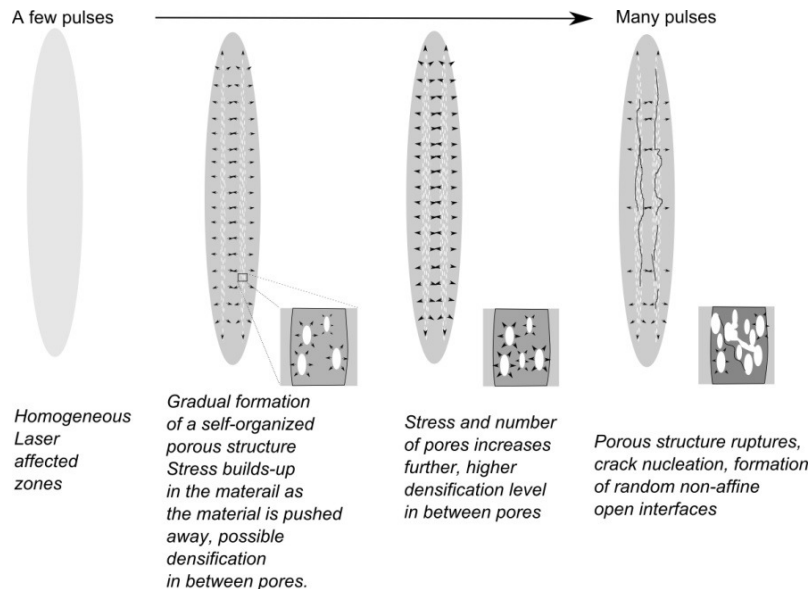 A few pulses
Many pulses
Homogeneous
Laser
affected
zones
Gradual formation
of a self-organized
porous structure
Stress builds-up
in the materail as
the material is pushed
away, possible
densification
in between pores.
Stress and number
of pores increases
further, higher
densification level
in between pores
Porous structure ruptures,
crack nucleation, formation
of random non-affine
open interfaces